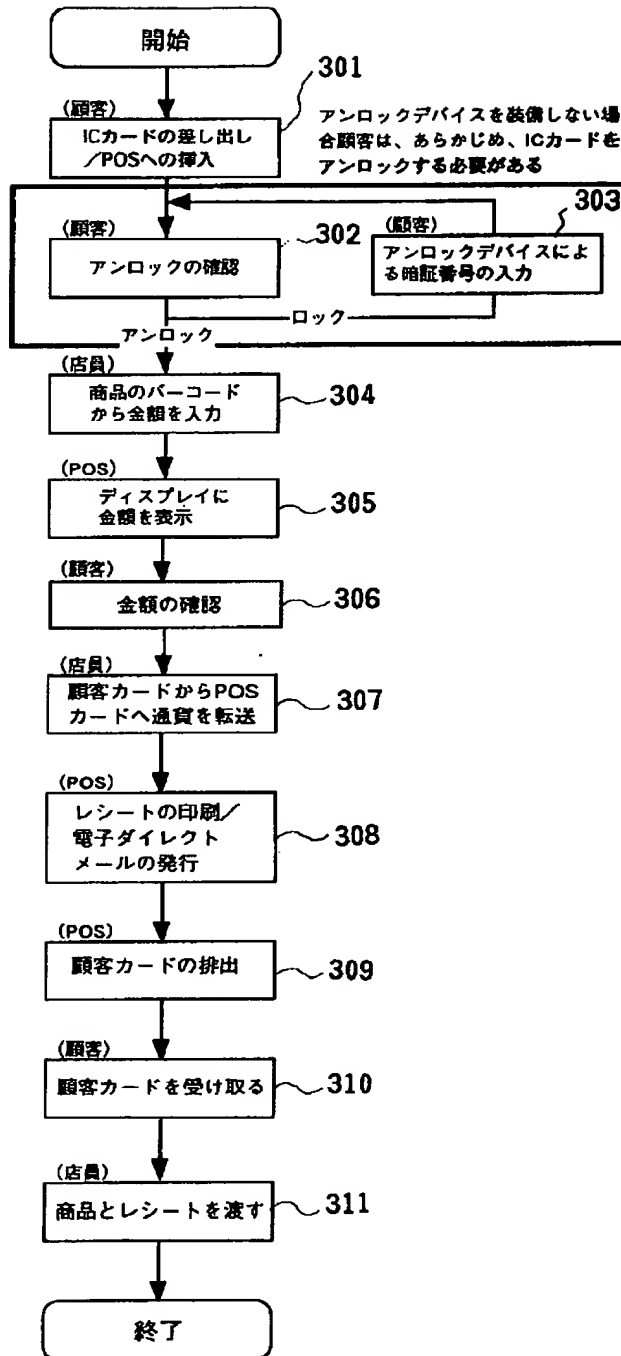 開始
301
(顧客)
ICカードの差し出し
／POSへの挿入
アンロックデバイスを装備しない場
合顧客は、あらかじめ、ICカードを
アンロックする必要がある
303
(顧客)
302
アンロックの確認
(顧客)
アンロックデバイスによ
る暗証番号の入力
ロック
アンロック
(店員)
商品のバーコード
から金額を入力
304
(POS)
ディスプレイに
金額を表示
305
(顧客)
金額の確認
306
(店員)
顧客カードからPOS
カードへ通貨を転送
307
(POS)
レシートの印刷／
電子ダイレクト
メールの発行
308
(POS)
顧客カードの排出
309
(顧客)
顧客カードを受け取る
310
(店員)
商品とレシートを渡す
311
終了